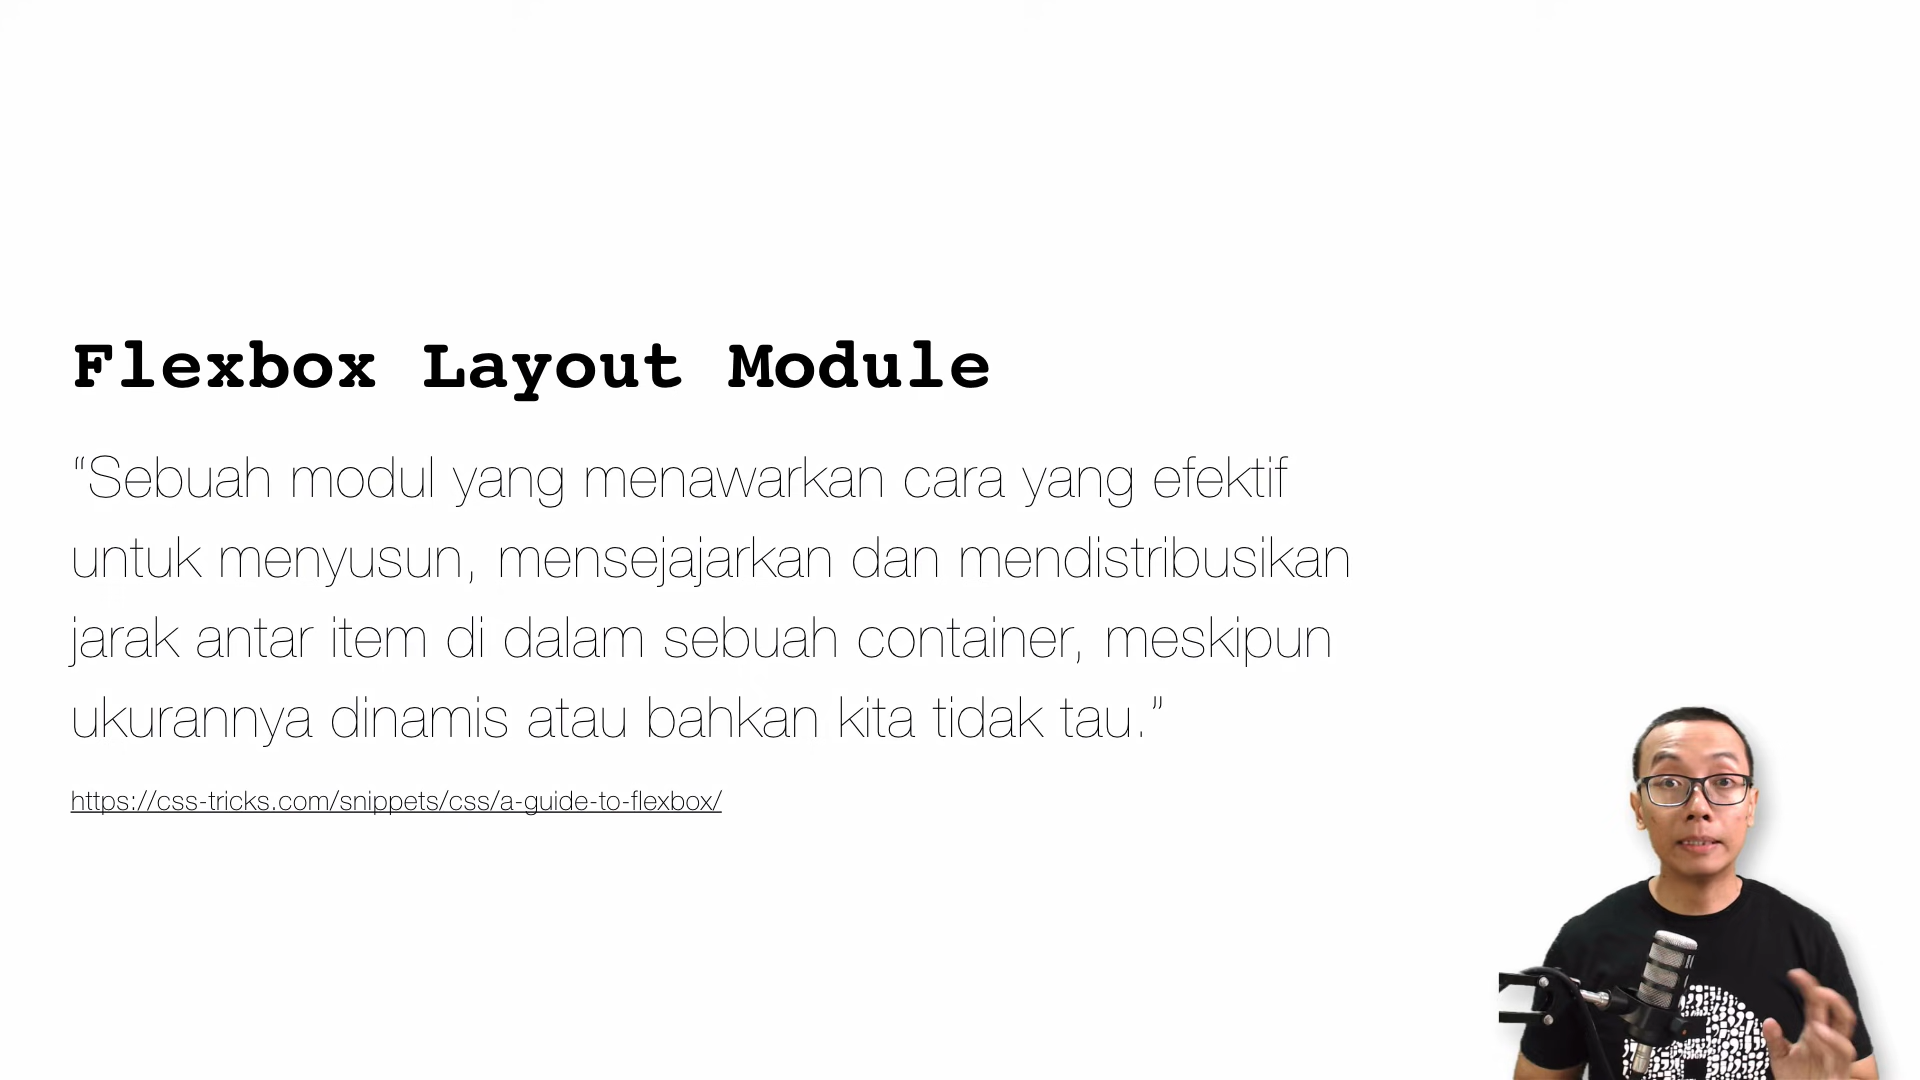 Flexbox Layout Module
“Sebuah modul yang menawarkan cara yang efektif
untuk menyusun, mensejajarkan dan mendistribusikan
jarak antar item di dalam sebuah container, meskipun
ukurannya dinamis atau bahkan kita tidak tau.”
https://css-tricks.com/snippets/css/a-guide-to-flexbox/